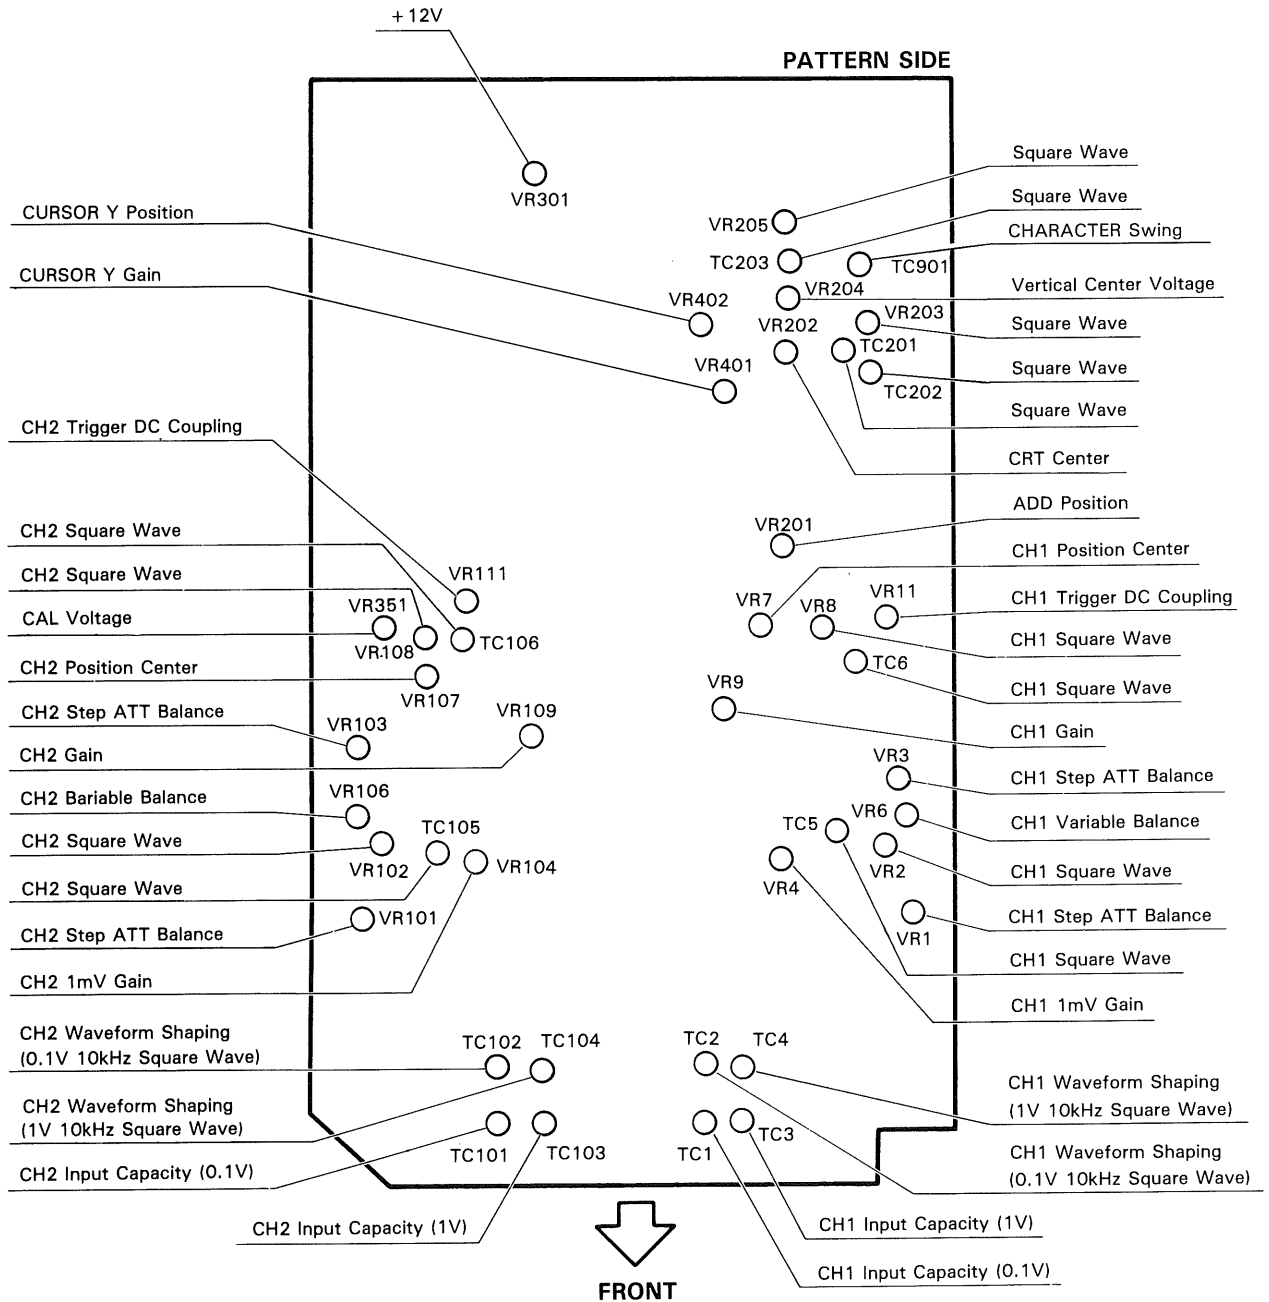 +12V
PATTERN SIDE
VR301
CURSOR Y Position
CURSOR Y Gain
CH2 Trigger DC Coupling
CH2 Square Wave
CH2 Square Wave
CAL Voltage
CH2 Position Center
CH2 Step ATT Balance
CH2 Gain
CH2 Bariable Balance
CH2 Square Wave
CH2 Square Wave
CH2 Step ATT Balance
CH2 1mV Gain
CH2 Waveform Shaping
(0.1V 10kHz Square Wave)
CH2 Waveform Shaping
(1V 10kHz Square Wave)
CH2 Input Capacity (0.1V)
CH2 Input Capacity (1V)
VR205
TC203
TC901
VR204
VR402
VR203
VR202
TC201
VR401
TC202
VR201
VR111
VR351
VR108
TC106
VR107
VR103
VR109
VR106
TC105
VR102
VR104
VR101
VR7
VR8
VR11
TC6
VR9
VR3
VR6
TC5
VR2
VR4
VR1
TC102
TC104
TC2
TC4
TC101
TC103
TC1
TC3
Square Wave
Square Wave
CHARACTER Swing
Vertical Center Voltage
Square Wave
Square Wave
Square Wave
CRT Center
ADD Position
CH1 Position Center
CH1 Trigger DC Coupling
CH1 Square Wave
CH1 Square Wave
CH1 Gain
CH1 Step ATT Balance
CH1 Variable Balance
CH1 Square Wave
CH1 Step ATT Balance
CH1 Square Wave
CH1 1mV Gain
CH1 Waveform Shaping
(1V 10kHz Square Wave)
CH1 Waveform Shaping
(0.1V 10kHz Square Wave)
CH1 Input Capacity (1V)
CH1 Input Capacity (0.1V)
FRONT